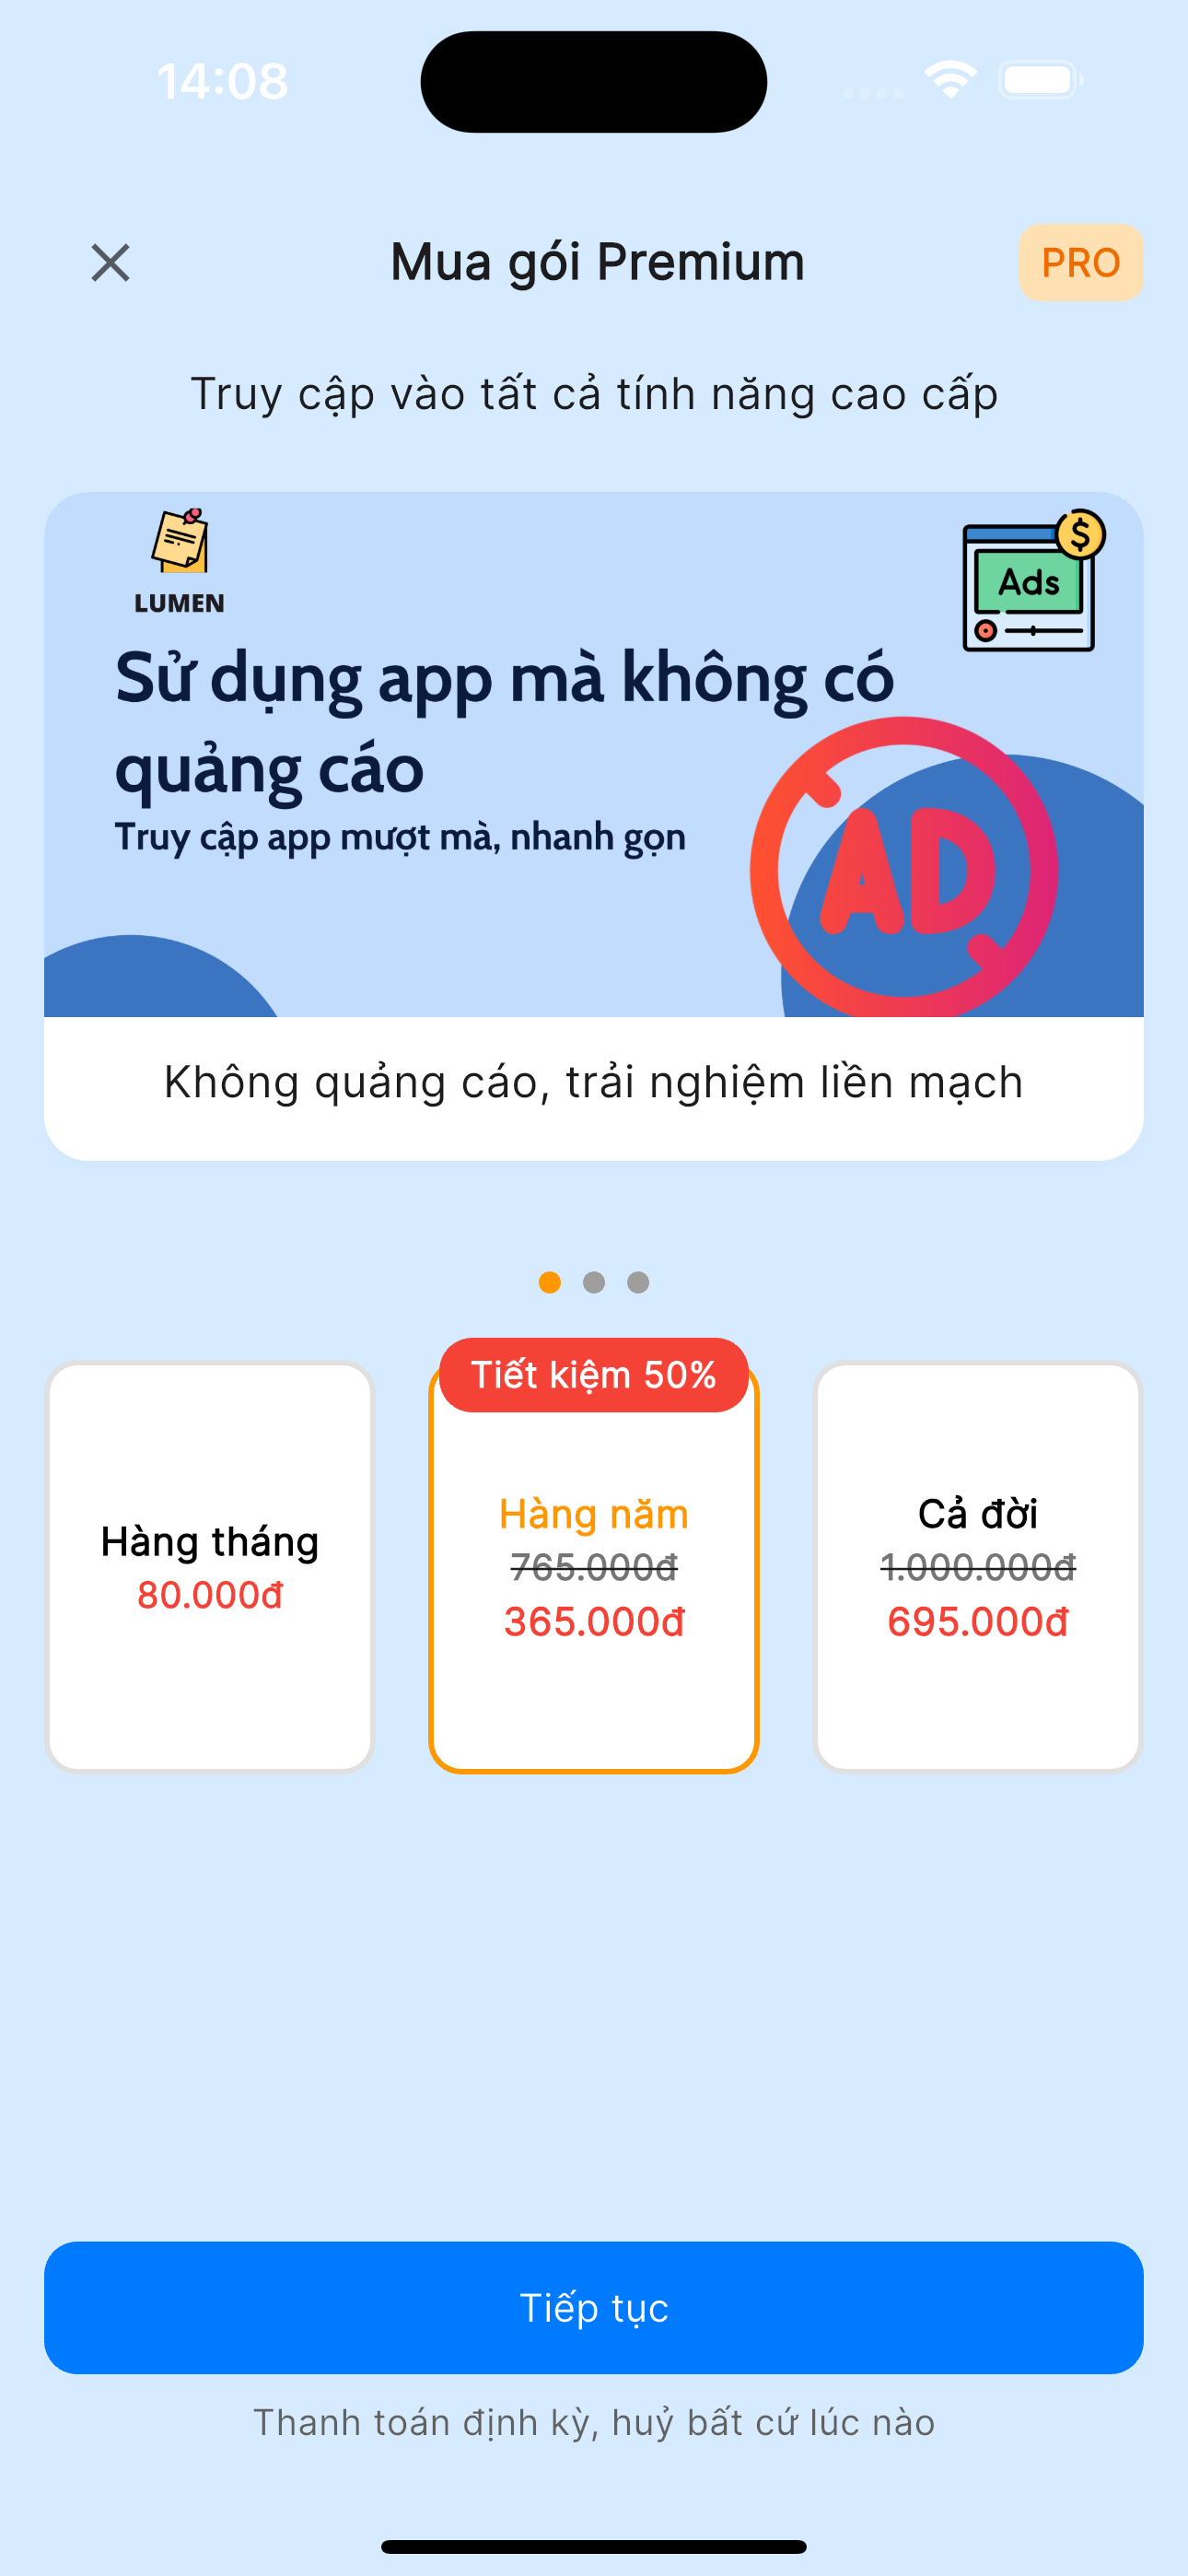 14:08
Mua gói Premium
PRO
Truy cập vào tất cả tính năng cao cấp
LUMEN
Ads
$
Sử dụng app mà không có
quảng cáo
Truy cập app mượt mà, nhanh gọn
AD
Không quảng cáo, trải nghiệm liền mạch
Hàng tháng
80.000đ
Tiết kiệm 50%
Hàng năm
765.000đ
365.000đ
Cả đời
1.000.000đ
695.000đ
Tiếp tục
Thanh toán định kỳ, huỷ bất cứ lúc nào